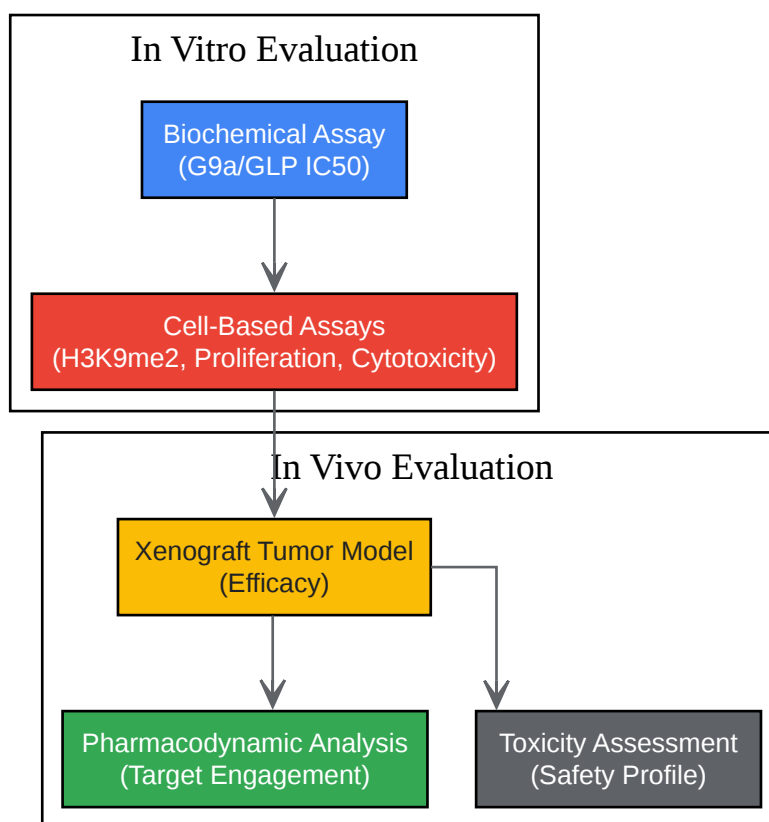 In Vitro Evaluation
Biochemical Assay
(G9a/GLP IC50)
Cell-Based Assays
(H3K9me2, Proliferation, Cytotoxicity)
In Vivo Evaluation
Xenograft Tumor Model
(Efficacy)
Pharmacodynamic Analysis
(Target Engagement)
Toxicity Assessment
(Safety Profile)